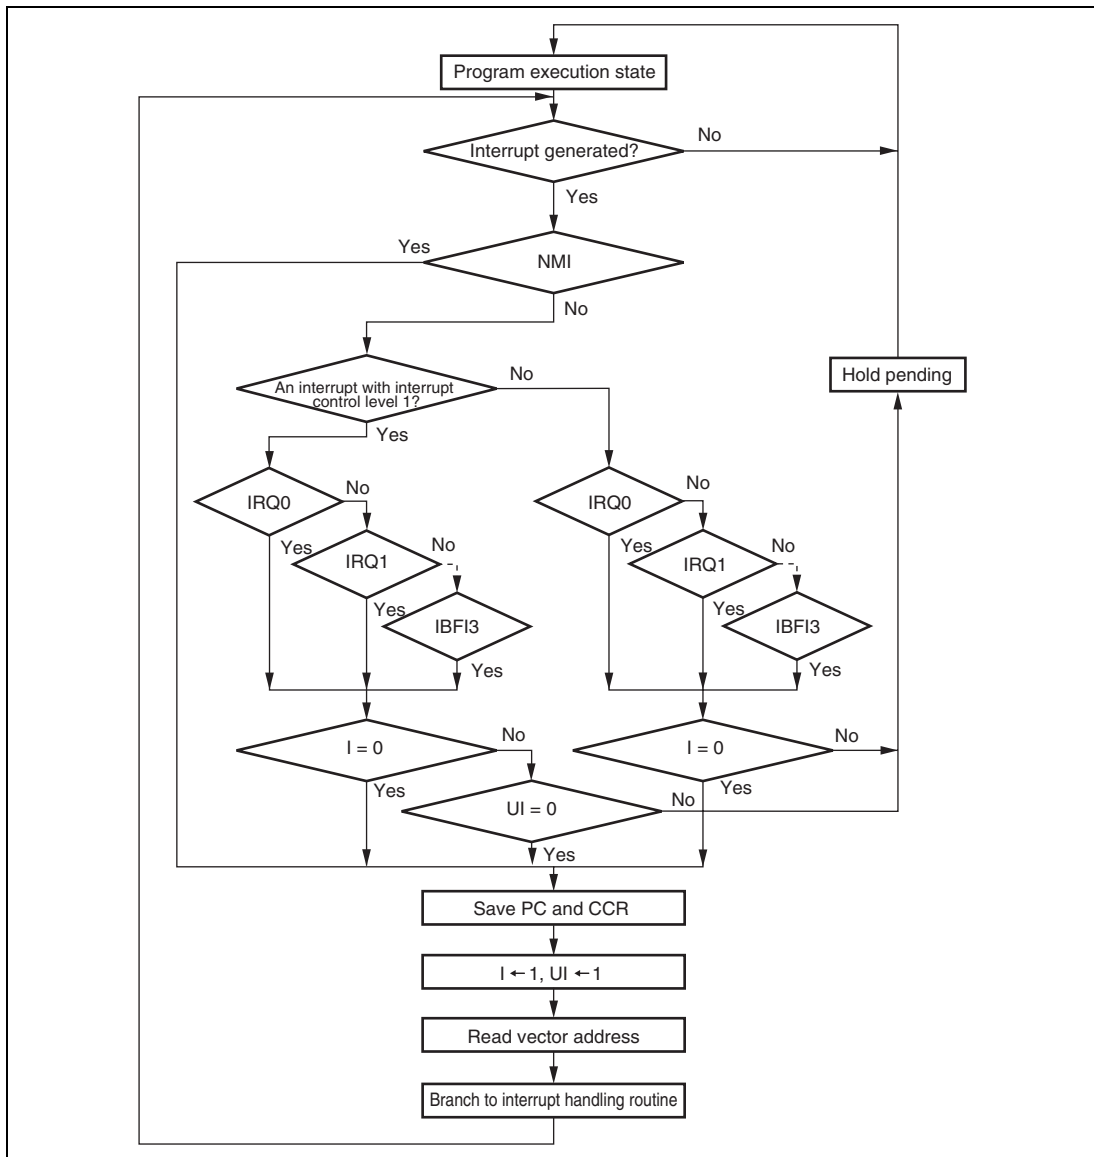 Program execution state
Interrupt generated?
No
Yes
Yes
NMI
No
An interrupt with interrupt
control level 1?
No
Hold pending
Yes
IRQ0
No
IRQ0
No
Yes
IRQ1
No
Yes
IRQ1
No
Yes
IBFI3
Yes
IBFI3
Yes
Yes
I = 0
No
I = 0
No
Yes
Yes
UI = 0
No
Yes
Save PC and CCR
I ← 1, UI ← 1
Read vector address
Branch to interrupt handling routine